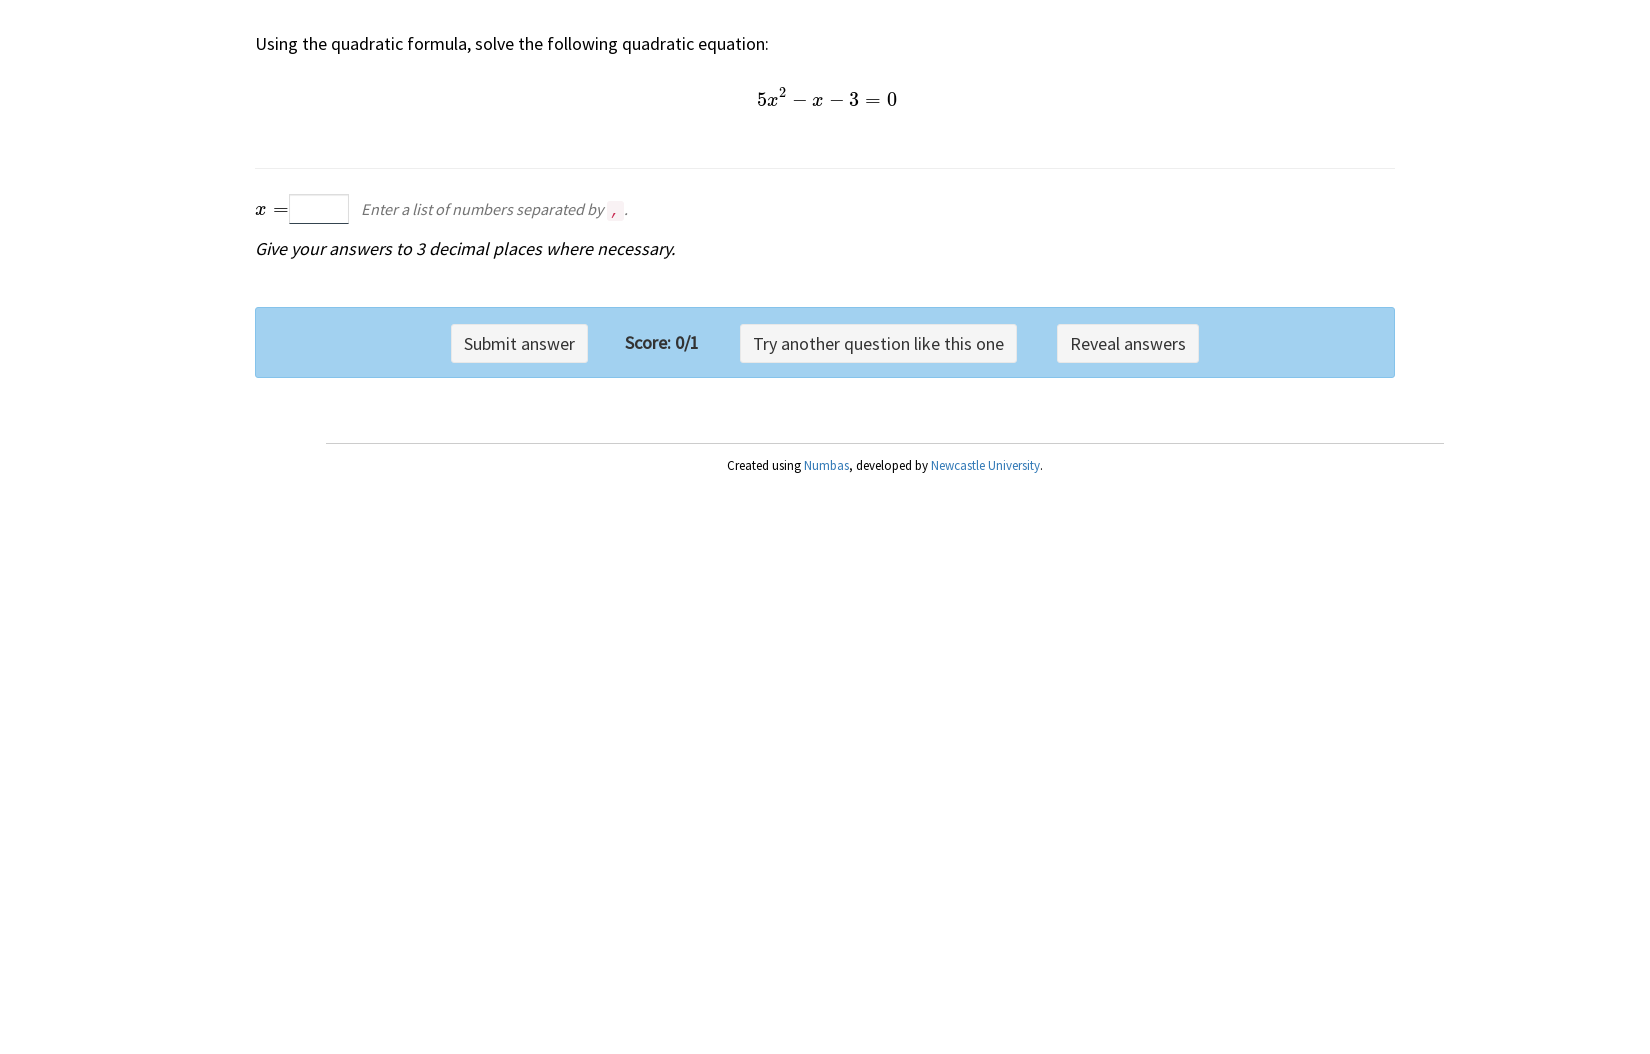 Using the quadratic formula, solve the following quadratic equation:
5x² − x − 3 = 0
x = Enter a list of numbers separated by , .
Give your answers to 3 decimal places where necessary.
Submit answer Score: 0/1 Try another question like this one Reveal answers
Created using Numbas, developed by Newcastle University.